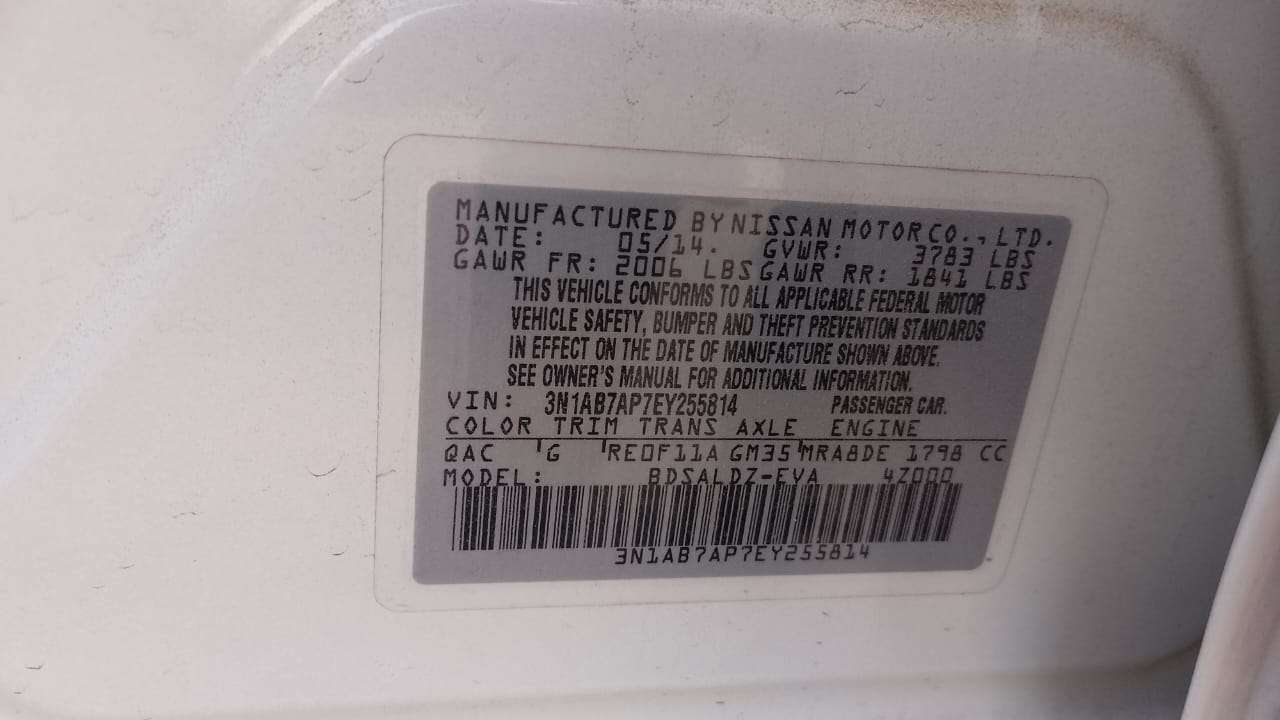 MANUFACTURED BY NISSAN MOTOR CO., LTD.
DATE: 05/14. GVWR: 3783 LBS
GAWR FR: 2006 LBS GAWR RR: 1841 LBS
THIS VEHICLE CONFORMS TO ALL APPLICABLE FEDERAL MOTOR
VEHICLE SAFETY, BUMPER AND THEFT PREVENTION STANDARDS
IN EFFECT ON THE DATE OF MANUFACTURE SHOWN ABOVE.
SEE OWNER'S MANUAL FOR ADDITIONAL INFORMATION.
VIN: 3N1AB7AP7EY255814 PASSENGER CAR.
COLOR TRIM TRANS AXLE ENGINE
QAC G RE0F11A GM35 MRA8DE 1798 CC
MODEL: BDSALDZ-EVA 4Z000
3N1AB7AP7EY255814